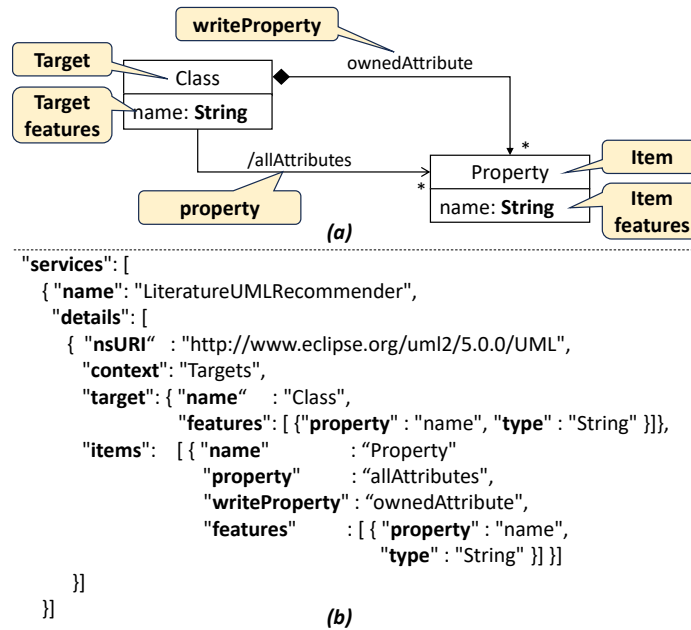 writeProperty
ownedAttribute
Target
Class
Target
features
name: String
*
/allAttributes
*
Property
Item
property
name: String
Item
features
(a)
"services": [
{ "name": "LiteratureUMLRecommender",
"details": [
{ "nsURI“ : "http://www.eclipse.org/uml2/5.0.0/UML",
"context": "Targets",
"target": { "name“ : "Class",
"features": [ {"property" : "name", "type" : "String" }]},
"items": [ { "name" : “Property"
"property" : “allAttributes",
"writeProperty" : “ownedAttribute",
"features" : [ { "property" : "name",
"type" : "String" }] }]
}]
}]
(b)